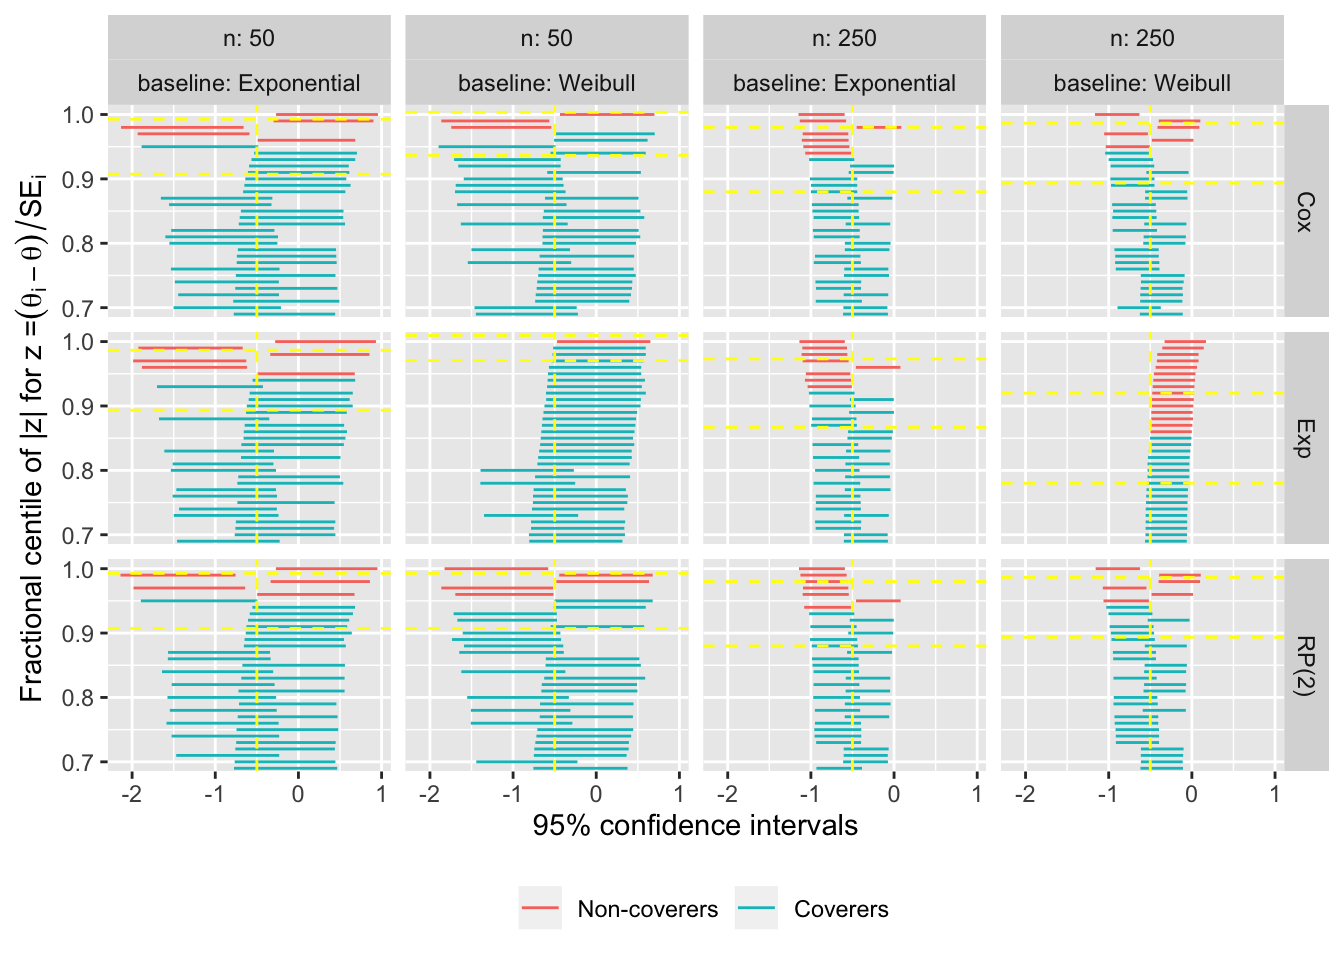 n: 50 n: 50 n: 250 n: 250
baseline: Exponential baseline: Weibull baseline: Exponential baseline: Weibull
Fractional centile of |z| for z =(θi − θ)/SEi
1.0
0.9
0.8
0.7
Cox
1.0
0.9
0.8
0.7
Exp
1.0
0.9
0.8
0.7
RP(2)
-2 -1 0 1 -2 -1 0 1 -2 -1 0 1 -2 -1 0 1
95% confidence intervals
Non-coverers Coverers